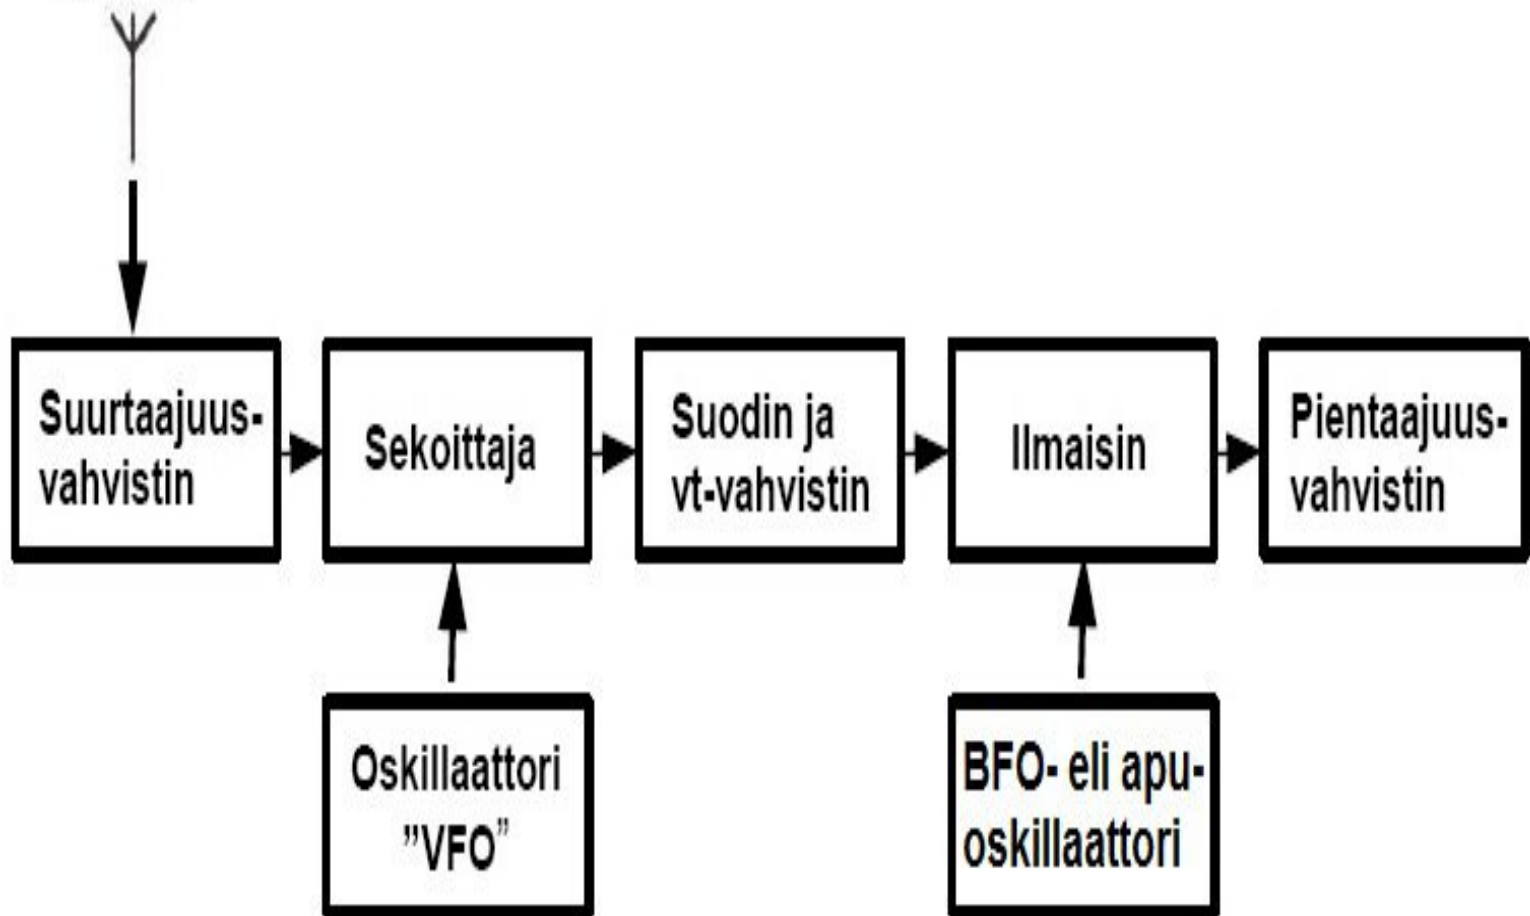 Suurtaajuus-
vahvistin
Sekoittaja
Suodin ja
vt-vahvistin
Ilmaisin
Pientaajuus-
vahvistin
Oskillaattori
”VFO”
BFO- eli apu-
oskillaattori